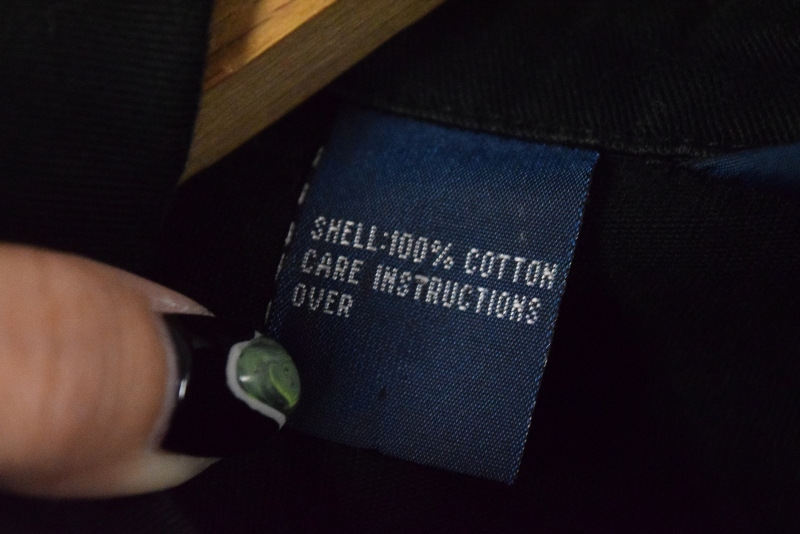 SHELL:100% COTTON
CARE INSTRUCTIONS
OVER